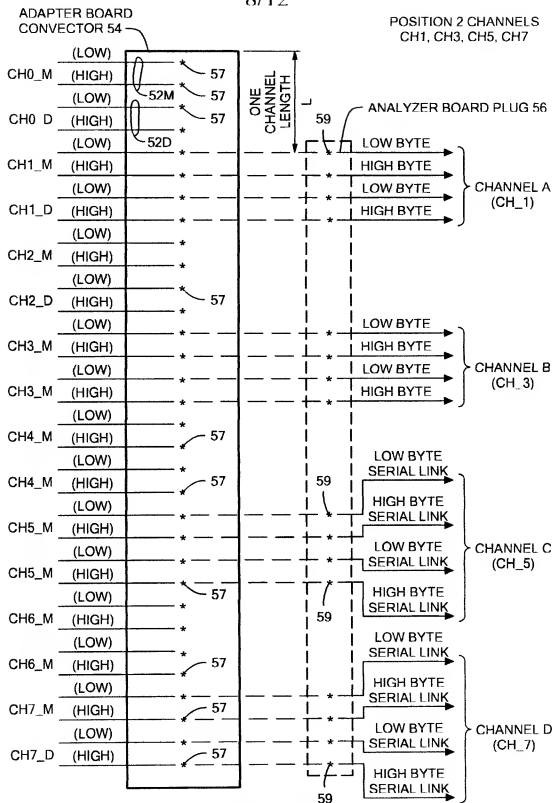 8/12
ADAPTER BOARD
CONVECTOR 54
POSITION 2 CHANNELS
CH1, CH3, CH5, CH7
CH0_M
(LOW)
(HIGH)
57
57
52M
CH0_D
(LOW)
(HIGH)
57
52D
ONE
CHANNEL
LENGTH
L
59
ANALYZER BOARD PLUG 56
CH1_M
(LOW)
(HIGH)
CH1_D
(LOW)
(HIGH)
LOW BYTE
HIGH BYTE
LOW BYTE
HIGH BYTE
CHANNEL A
(CH_1)
CH2_M
(LOW)
(HIGH)
CH2_D
(LOW)
(HIGH)
57
CH3_M
(LOW)
(HIGH)
CH3_M
(LOW)
(HIGH)
LOW BYTE
HIGH BYTE
LOW BYTE
HIGH BYTE
CHANNEL B
(CH_3)
CH4_M
(LOW)
(HIGH)
57
CH4_M
(LOW)
(HIGH)
57
59
CH5_M
(LOW)
(HIGH)
CH5_M
(LOW)
(HIGH)
57
59
LOW BYTE
SERIAL LINK
HIGH BYTE
SERIAL LINK
LOW BYTE
SERIAL LINK
HIGH BYTE
SERIAL LINK
CHANNEL C
(CH_5)
CH6_M
(LOW)
(HIGH)
CH6_M
(LOW)
(HIGH)
57
CH7_M
(LOW)
(HIGH)
57
CH7_D
(LOW)
(HIGH)
57
59
LOW BYTE
SERIAL LINK
HIGH BYTE
SERIAL LINK
LOW BYTE
SERIAL LINK
HIGH BYTE
SERIAL LINK
CHANNEL D
(CH_7)